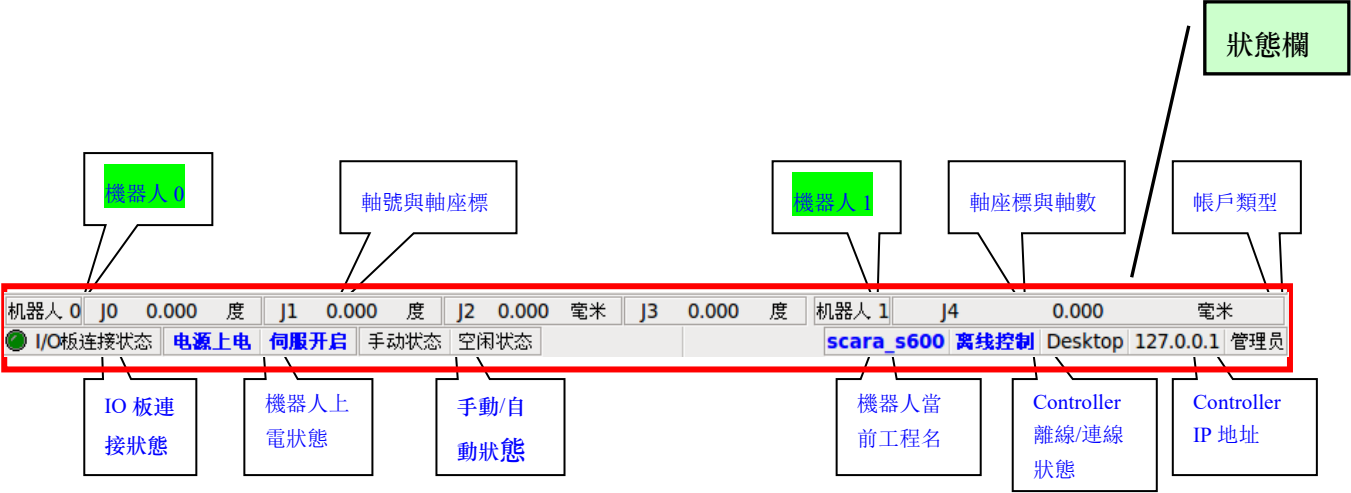 狀態欄
機器人 0
軸號與軸座標
機器人 1
軸座標與軸數
帳戶類型
机器人 0 J0 0.000 度 J1 0.000 度 J2 0.000 毫米 J3 0.000 度 机器人 1 J4 0.000 毫米
I/O板连接状态 电源上电 伺服开启 手动状态 空闲状态 scara_s600 离线控制 Desktop 127.0.0.1 管理员
IO 板連
接狀態
機器人上
電狀態
手動/自
動狀態
機器人當
前工程名
Controller
離線/連線
狀態
Controller
IP 地址